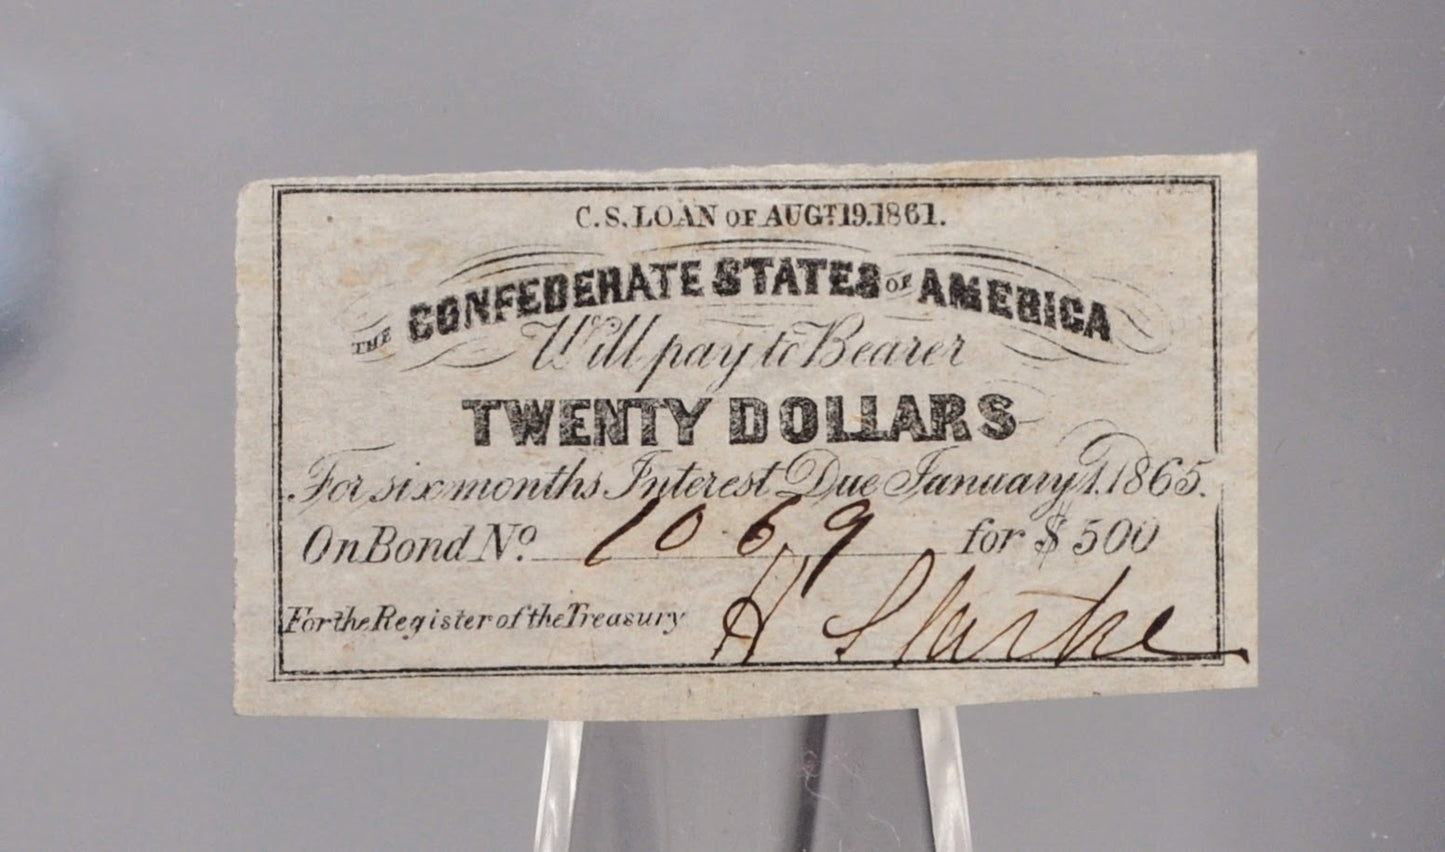 C.S. LOAN OF AUGT. 19. 1861.
THE CONFEDERATE STATES OF AMERICA
Will pay to Bearer
TWENTY DOLLARS
For six months Interest Due January 1. 1865.
On Bond No. 1069 for $500
For the Register of the Treasury H Clarke